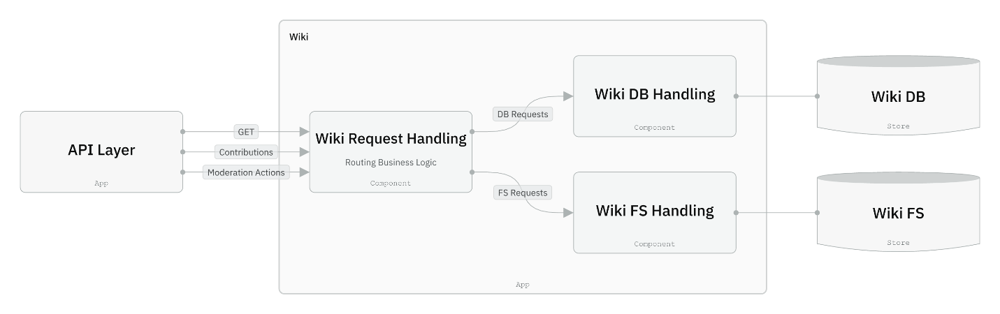 Wiki
API Layer
App
GET
Contributions
Moderation Actions
Wiki Request Handling
Routing Business Logic
Component
DB Requests
FS Requests
Wiki DB Handling
Component
Wiki FS Handling
Component
App
Wiki DB
Store
Wiki FS
Store